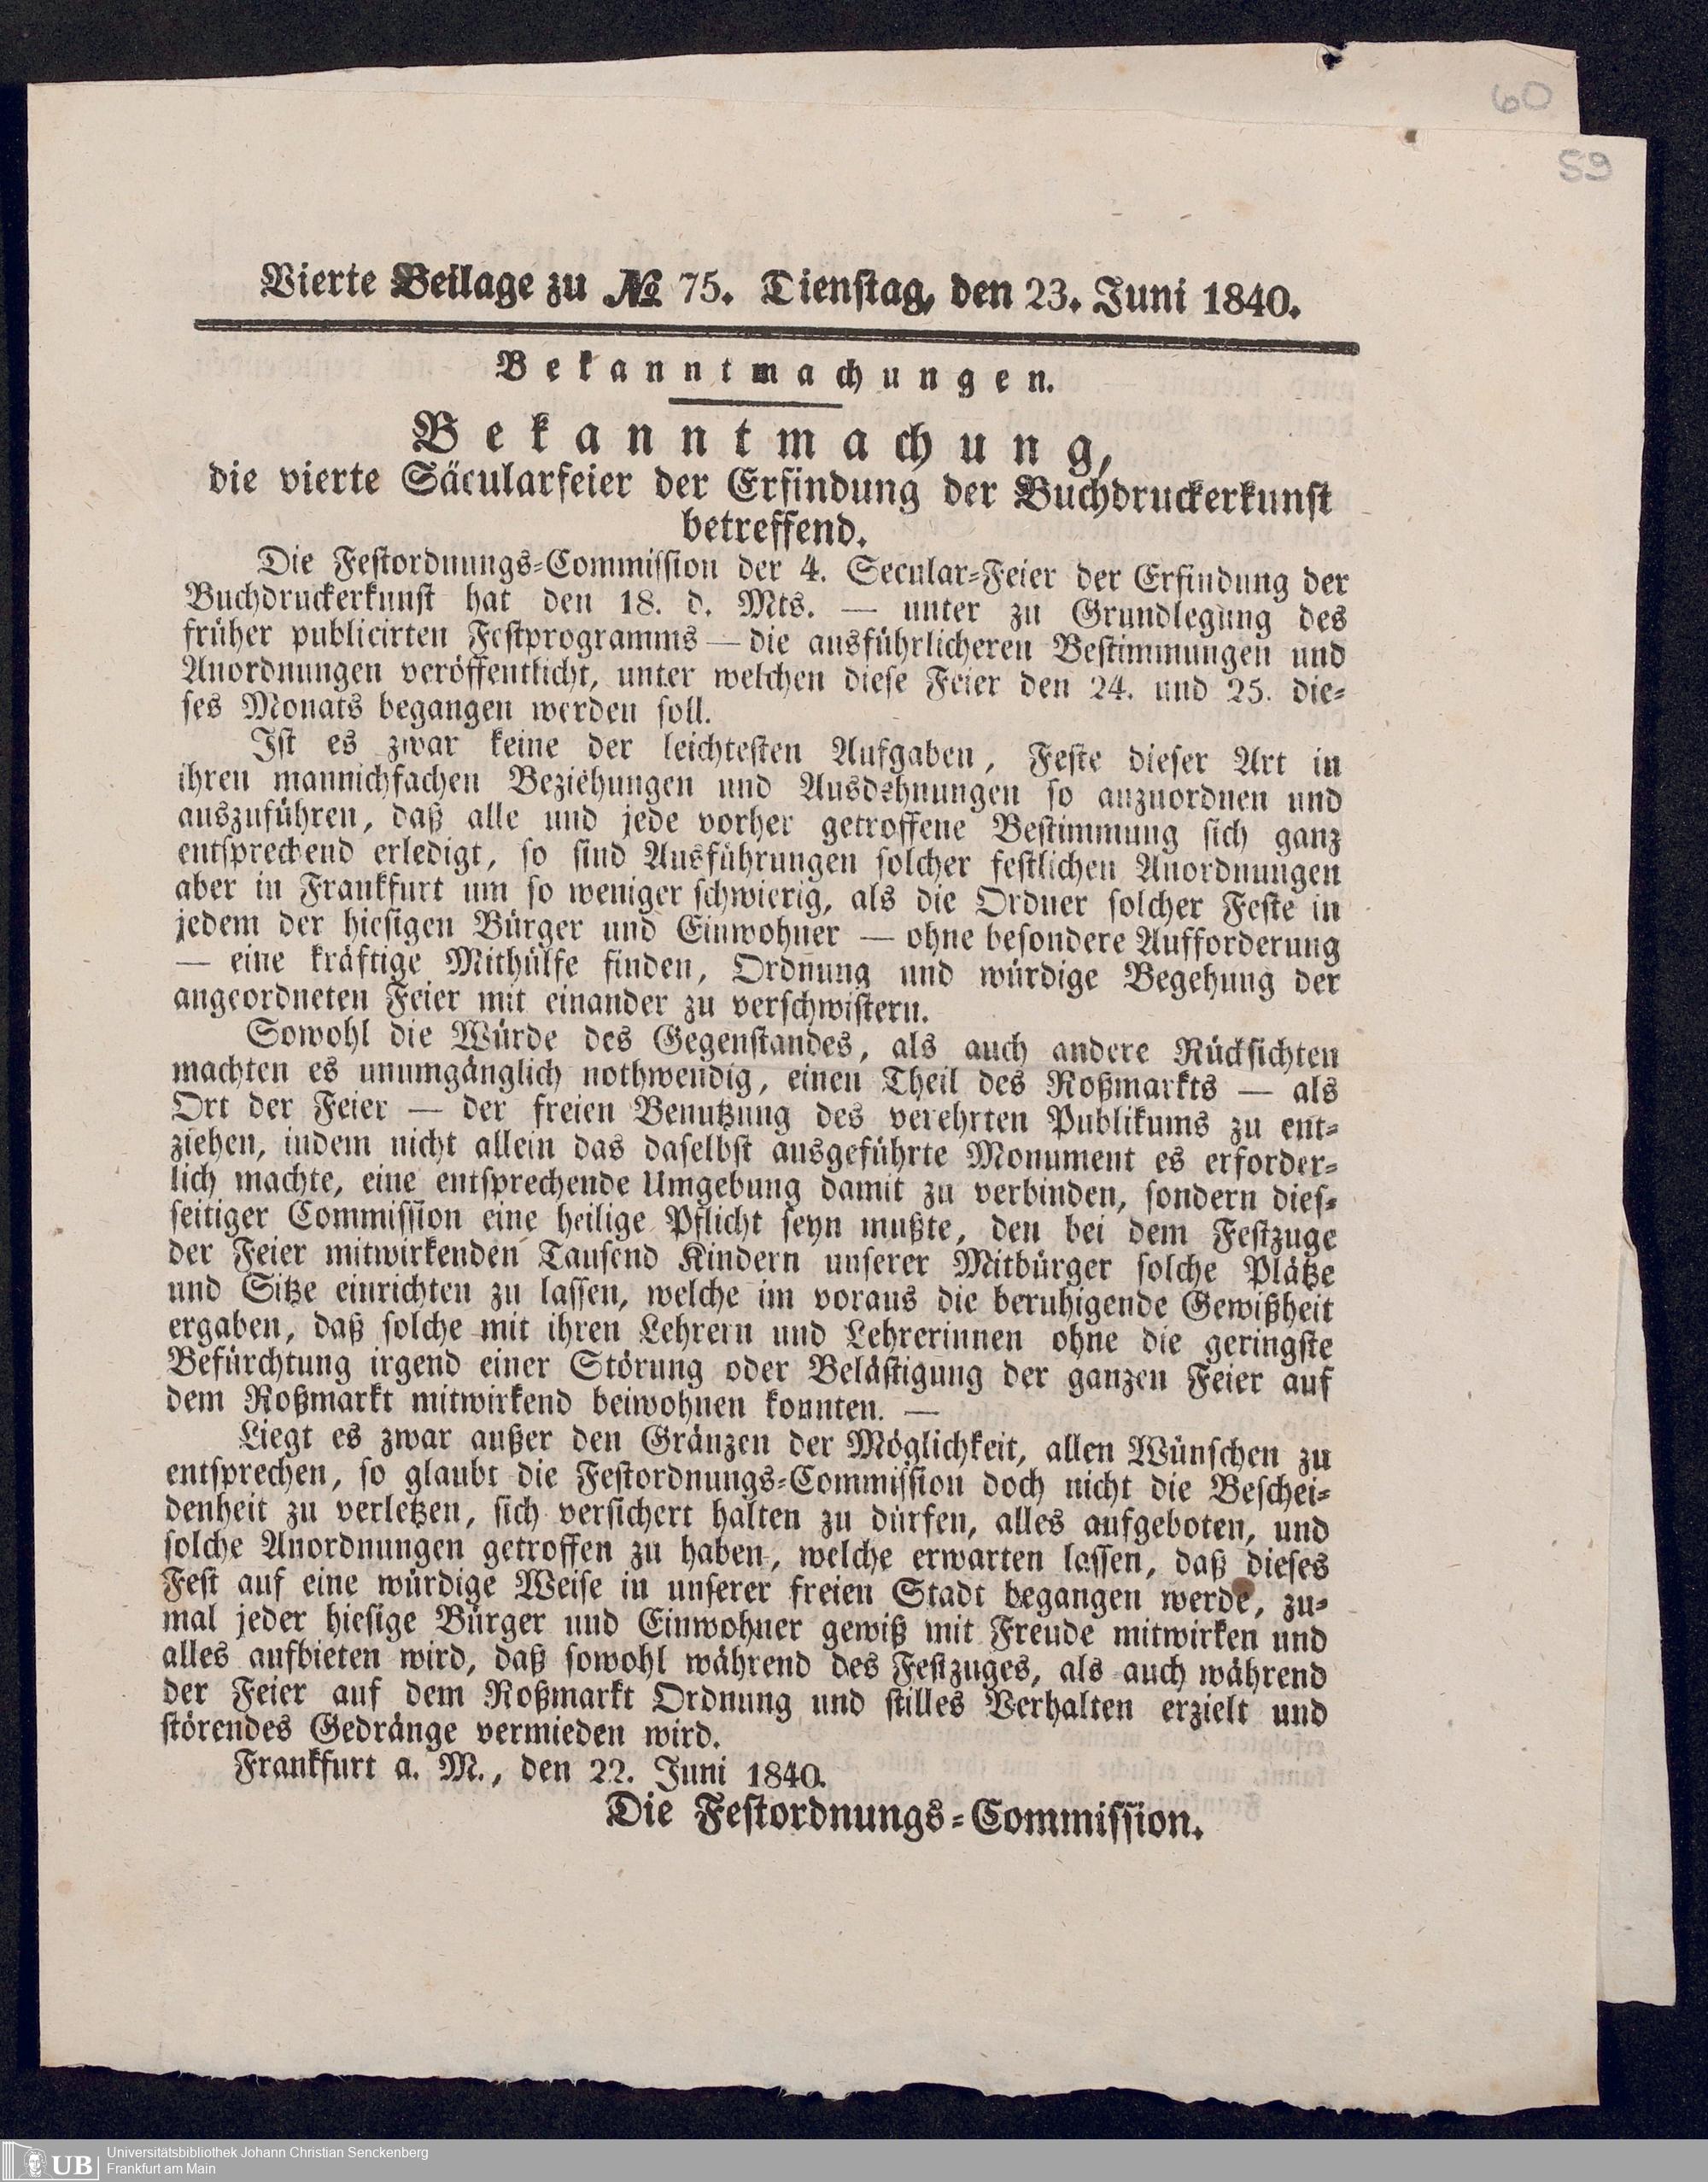 60
59
Vierte Beilage zu № 75. Dienstag, den 23. Juni 1840.
Bekanntmachungen.
Bekanntmachung,
die vierte Säcularfeier der Erfindung der Buchdruckerkunst
betreffend.
Die Festordnungs-Commission der 4. Secular-Feier der Erfindung der
Buchdruckerkunst hat den 18. d. Mts. — unter zu Grundlegung des
früher publicirten Festprogramms — die ausführlicheren Bestimmungen und
Anordnungen veröffentlicht, unter welchen diese Feier den 24. und 25. die-
ses Monats begangen werden soll.
Ist es zwar keine der leichtesten Aufgaben, Feste dieser Art in
ihren mannichfachen Beziehungen und Ausdehnungen so anzuordnen und
auszuführen, daß alle und jede vorher getroffene Bestimmung sich ganz
entsprechend erledigt, so sind Ausführungen solcher festlichen Anordnungen
aber in Frankfurt um so weniger schwierig, als die Ordner solcher Feste in
jedem der hiesigen Bürger und Einwohner — ohne besondere Aufforderung
— eine kräftige Mithülfe finden, Ordnung und würdige Begehung der
angeordneten Feier mit einander zu verschwistern.
Sowohl die Würde des Gegenstandes, als auch andere Rücksichten
machten es unumgänglich nothwendig, einen Theil des Roßmarkts — als
Ort der Feier — der freien Benutzung des verehrten Publikums zu ent-
ziehen, indem nicht allein das daselbst ausgeführte Monument es erforder-
lich machte, eine entsprechende Umgebung damit zu verbinden, sondern dies-
seitiger Commission eine heilige Pflicht seyn mußte, den bei dem Festzuge
der Feier mitwirkenden Tausend Kindern unserer Mitbürger solche Plätze
und Sitze einrichten zu lassen, welche im voraus die beruhigende Gewißheit
ergaben, daß solche mit ihren Lehrern und Lehrerinnen ohne die geringste
Befürchtung irgend einer Störung oder Belästigung der ganzen Feier auf
dem Roßmarkt mitwirkend beiwohnen konnten. —
Liegt es zwar außer den Gränzen der Möglichkeit, allen Wünschen zu
entsprechen, so glaubt die Festordnungs-Commission doch nicht die Beschei-
denheit zu verletzen, sich versichert halten zu dürfen, alles aufgeboten, und
solche Anordnungen getroffen zu haben, welche erwarten lassen, daß dieses
Fest auf eine würdige Weise in unserer freien Stadt begangen werde, zu-
mal jeder hiesige Bürger und Einwohner gewiß mit Freude mitwirken und
alles aufbieten wird, daß sowohl während des Festzuges, als auch während
der Feier auf dem Roßmarkt Ordnung und stilles Verhalten erzielt und
störendes Gedränge vermieden wird.
Frankfurt a. M., den 22. Juni 1840.
Die Festordnungs-Commission.
UB
Universitätsbibliothek Johann Christian Senckenberg
Frankfurt am Main